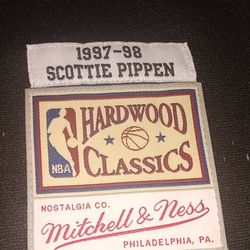 1997-98
SCOTTIE PIPPEN
HARDWOOD
NBA
CLASSICS
NOSTALGIA CO.
Mitchell & Ness
PHILADELPHIA, PA.